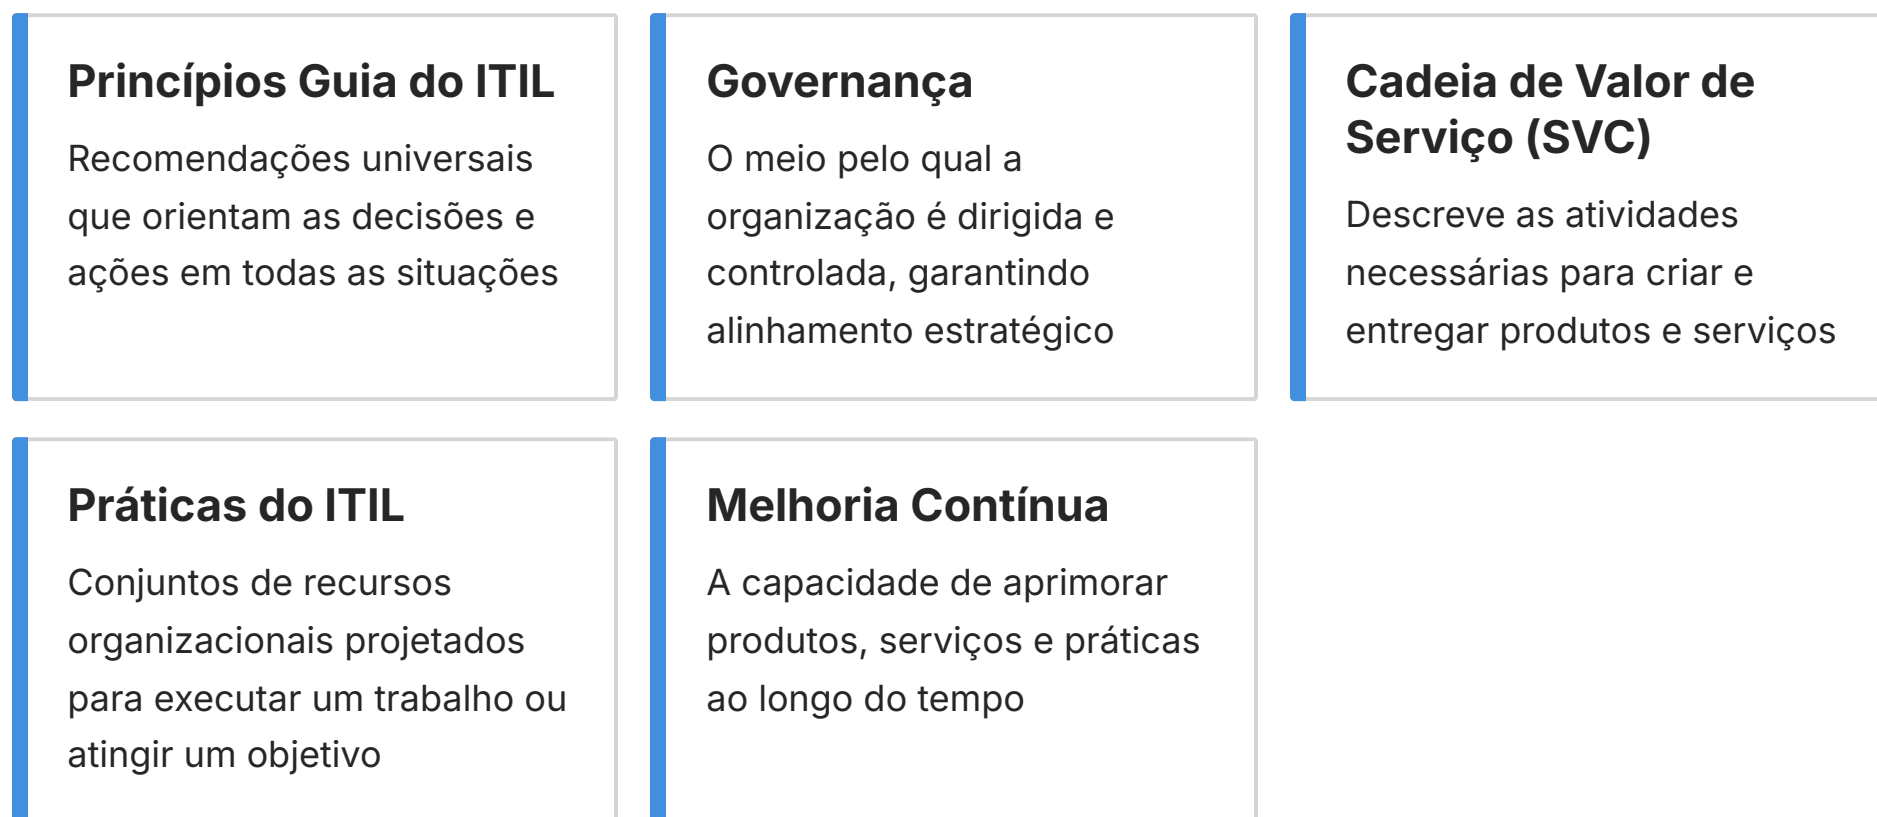 Princípios Guia do ITIL
Recomendações universais
que orientam as decisões e
ações em todas as situações
Governança
O meio pelo qual a
organização é dirigida e
controlada, garantindo
alinhamento estratégico
Cadeia de Valor de
Serviço (SVC)
Descreve as atividades
necessárias para criar e
entregar produtos e serviços
Práticas do ITIL
Conjuntos de recursos
organizacionais projetados
para executar um trabalho ou
atingir um objetivo
Melhoria Contínua
A capacidade de aprimorar
produtos, serviços e práticas
ao longo do tempo